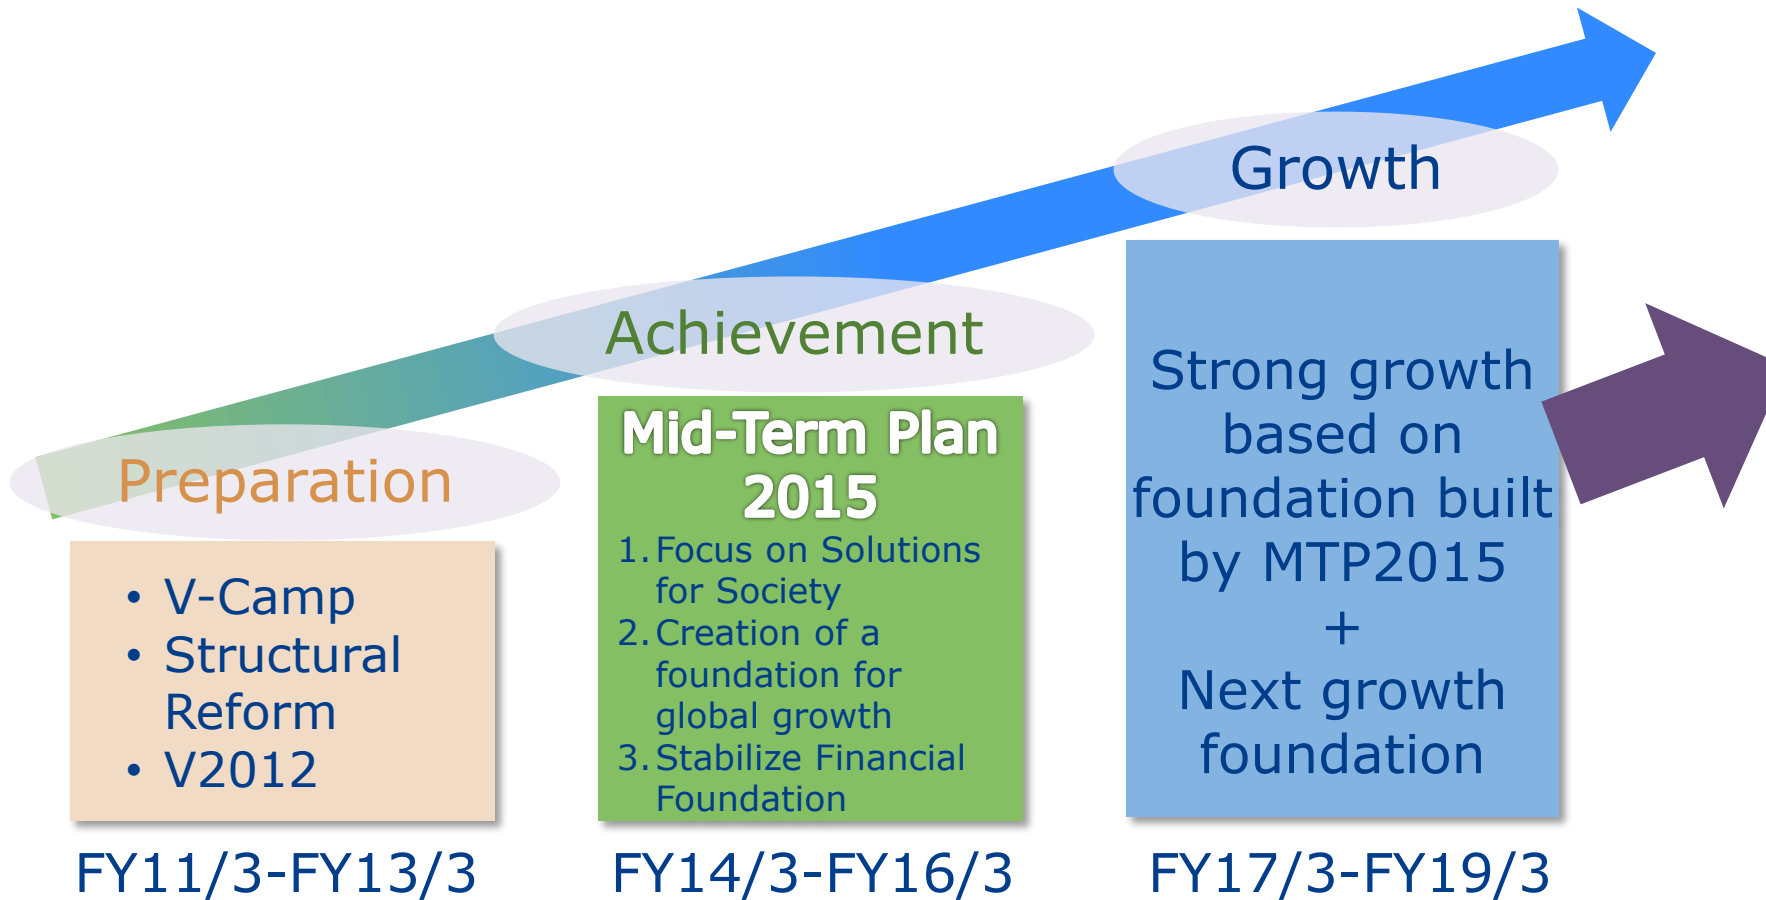 Growth
Achievement
Preparation
• V-Camp
• Structural
Reform
• V2012
FY11/3-FY13/3
Mid-Term Plan
2015
1. Focus on Solutions
for Society
2. Creation of a
foundation for
global growth
3. Stabilize Financial
Foundation
FY14/3-FY16/3
Strong growth
based on
foundation built
by MTP2015
+
Next growth
foundation
FY17/3-FY19/3